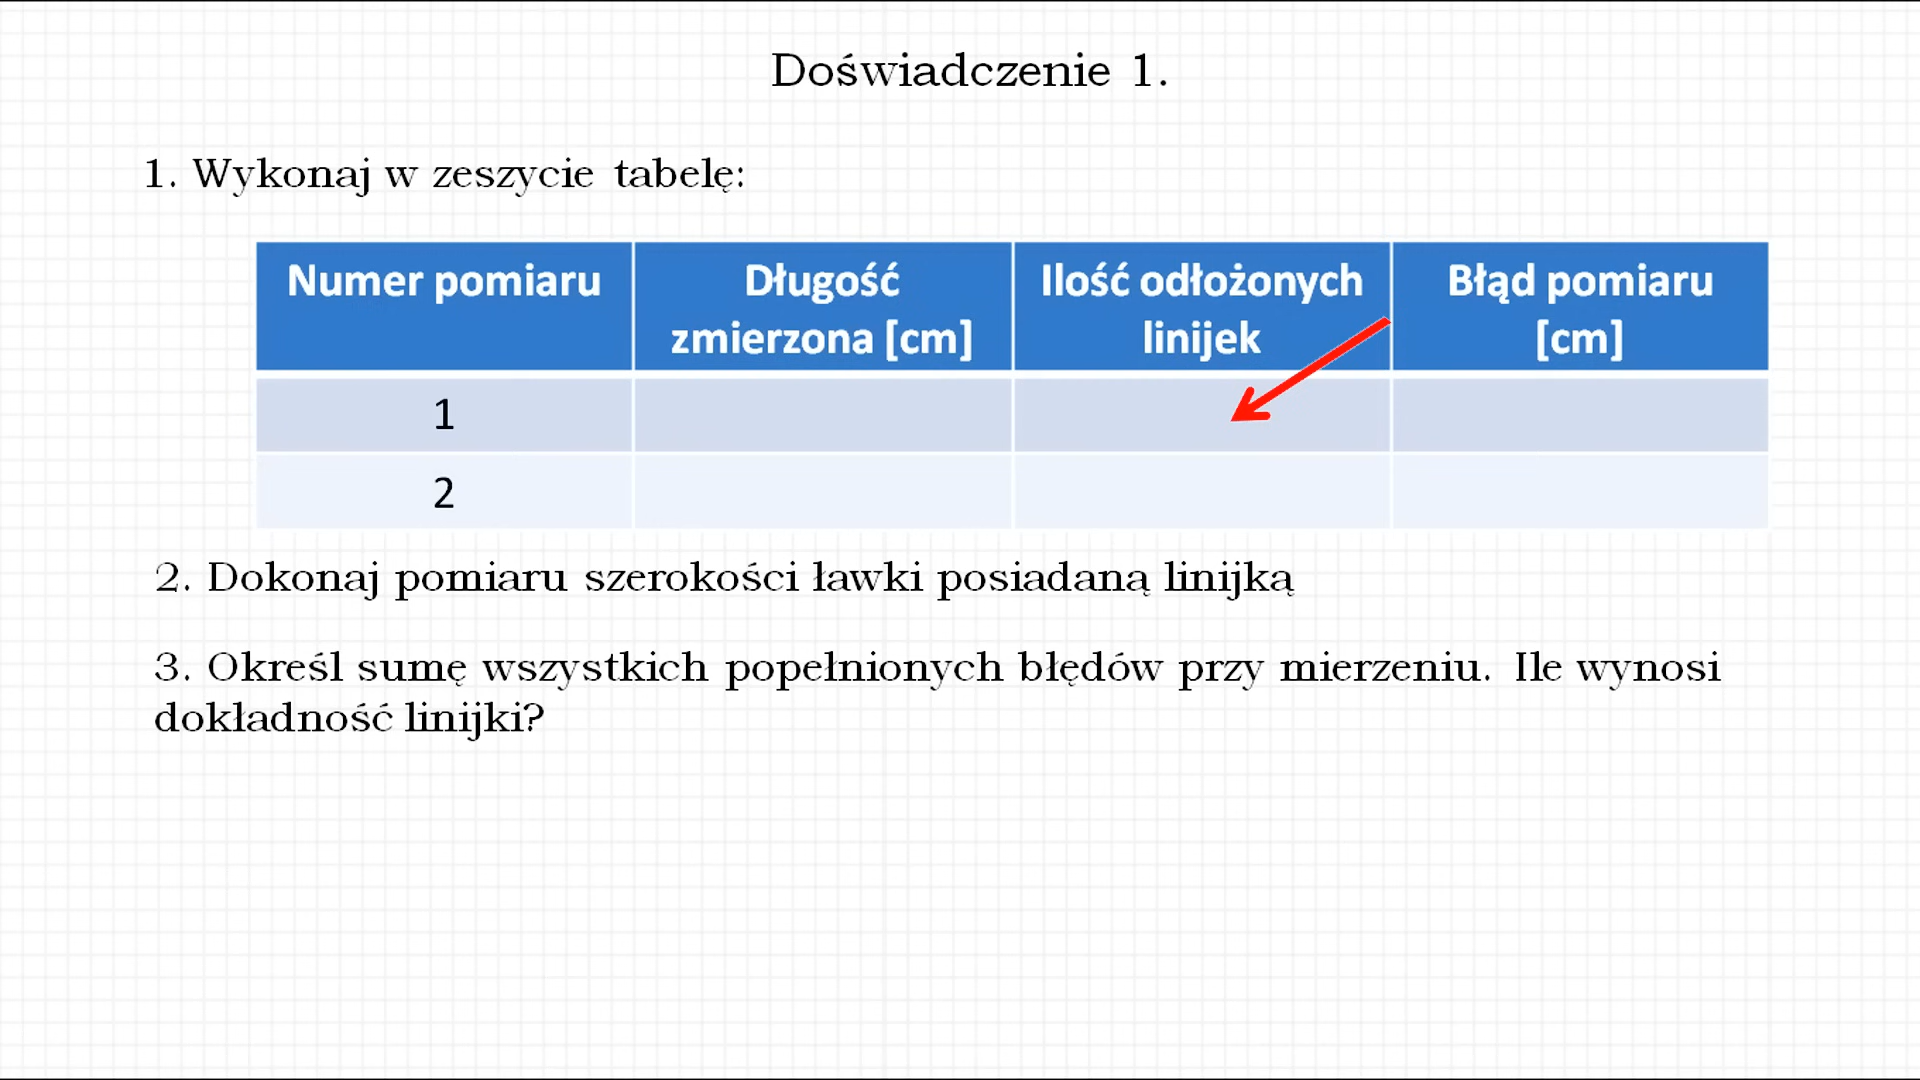 Doświadczenie 1.
1. Wykonaj w zeszycie tabelę:
Numer pomiaru
Długość
zmierzona [cm]
Ilość odłożonych
linijek
Błąd pomiaru
[cm]
1
2
2. Dokonaj pomiaru szerokości ławki posiadaną linijką
3. Określ sumę wszystkich popełnionych błędów przy mierzeniu. Ile wynosi
dokładność linijki?